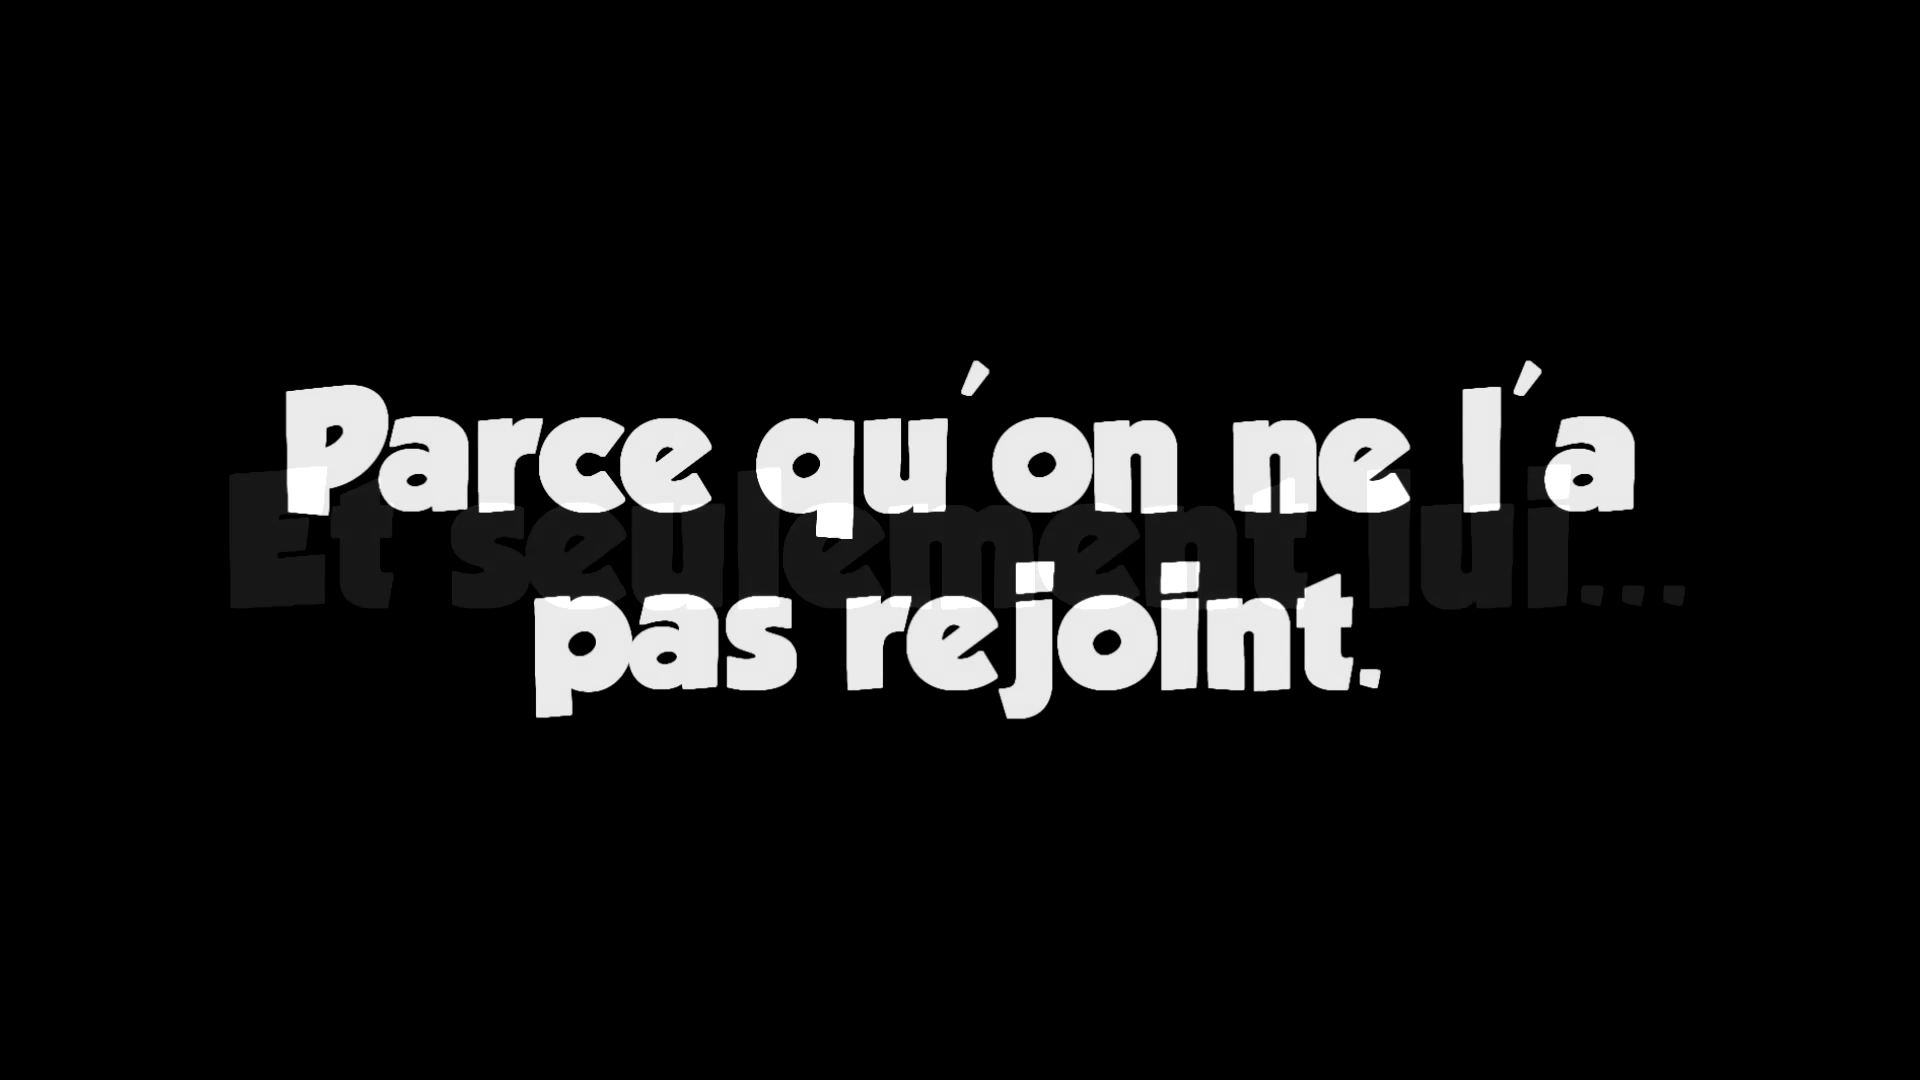 Parce qu'on ne l'a
Et seulement lui...
pas rejoint.